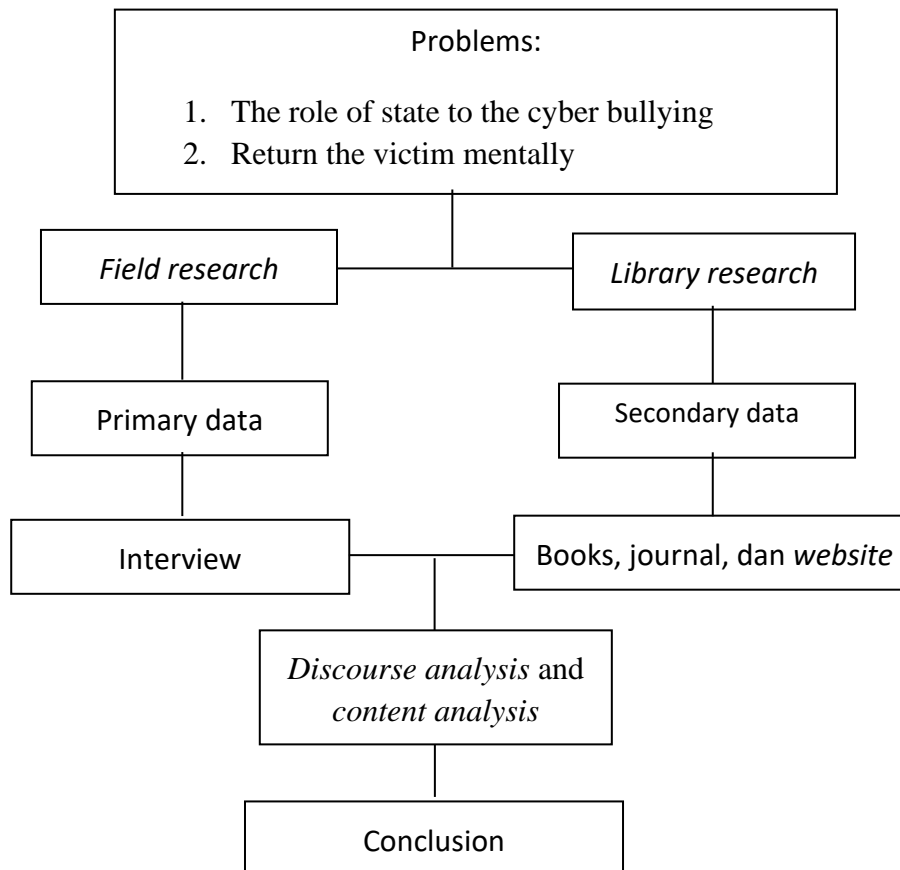 Problems:
1. The role of state to the cyber bullying
2. Return the victim mentally
Field research
Library research
Primary data
Secondary data
Interview
Books, journal, dan website
Discourse analysis and
content analysis
Conclusion